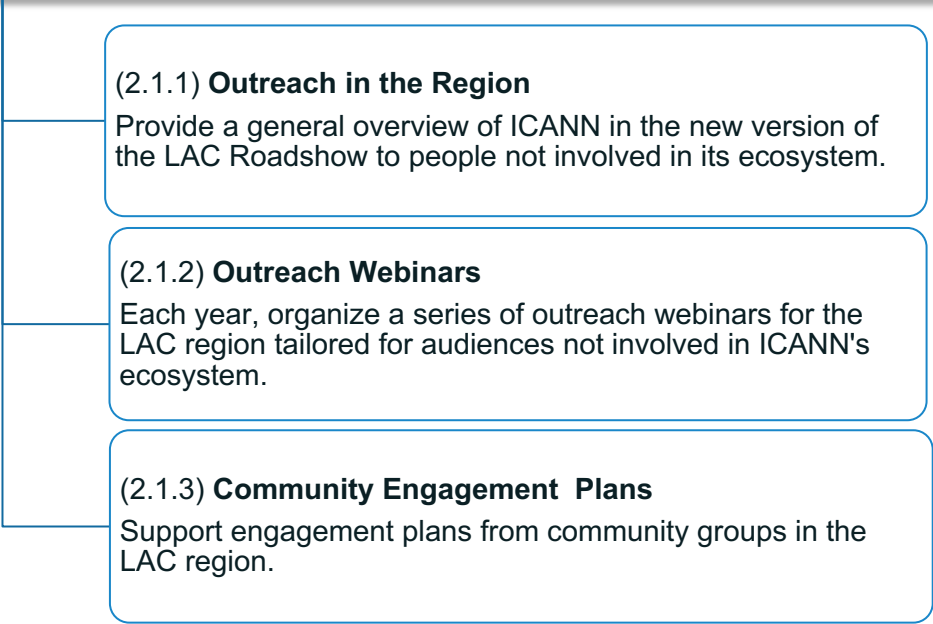 (2.1.1) Outreach in the Region
Provide a general overview of ICANN in the new version of
the LAC Roadshow to people not involved in its ecosystem.
(2.1.2) Outreach Webinars
Each year, organize a series of outreach webinars for the
LAC region tailored for audiences not involved in ICANN's
ecosystem.
(2.1.3) Community Engagement  Plans
Support engagement plans from community groups in the
LAC region.